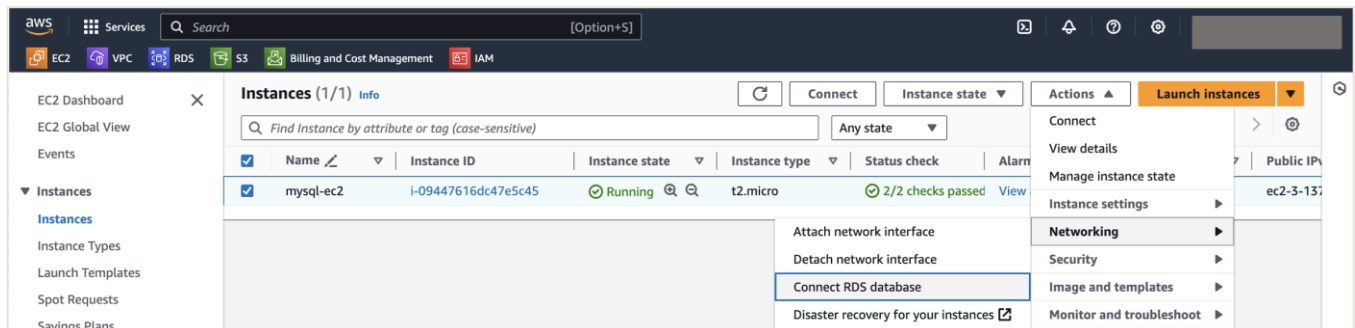 aws Services Search [Option+S]
EC2 VPC RDS S3 Billing and Cost Management IAM
EC2 Dashboard
EC2 Global View
Events
Instances
Instances
Instance Types
Launch Templates
Spot Requests
Savings Plans
Instances (1/1) Info
Connect Instance state Actions Launch instances
Find Instance by attribute or tag (case-sensitive) Any state
Name Instance ID Instance state Instance type Status check Alarm Public IPv
mysql-ec2 i-09447616dc47e5c45 Running t2.micro 2/2 checks passed View ec2-3-137
Connect
View details
Manage instance state
Instance settings
Networking
Security
Image and templates
Monitor and troubleshoot
Attach network interface
Detach network interface
Connect RDS database
Disaster recovery for your instances